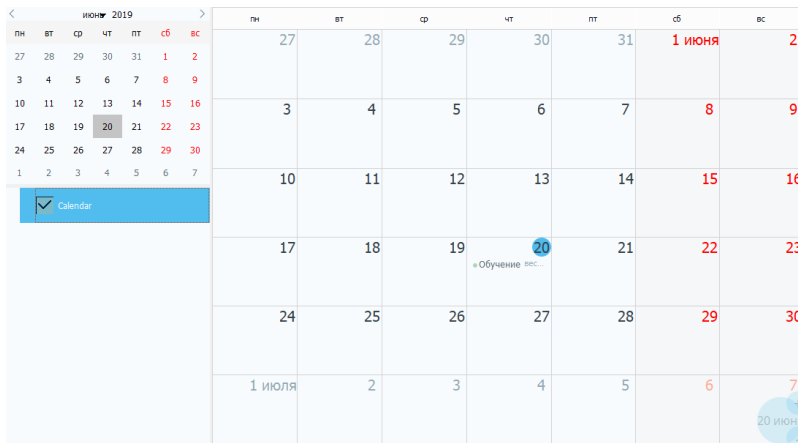 июнь 2019
пн вт ср чт пт сб вс
27 28 29 30 31 1 2
3 4 5 6 7 8 9
10 11 12 13 14 15 16
17 18 19 20 21 22 23
24 25 26 27 28 29 30
1 2 3 4 5 6 7
Calendar
пн вт ср чт пт сб вс
27 28 29 30 31 1 июня 2
3 4 5 6 7 8 9
10 11 12 13 14 15 16
17 18 19 20 21 22 23
Обучение вес...
24 25 26 27 28 29 30
1 июля 2 3 4 5 6 7
20 июн